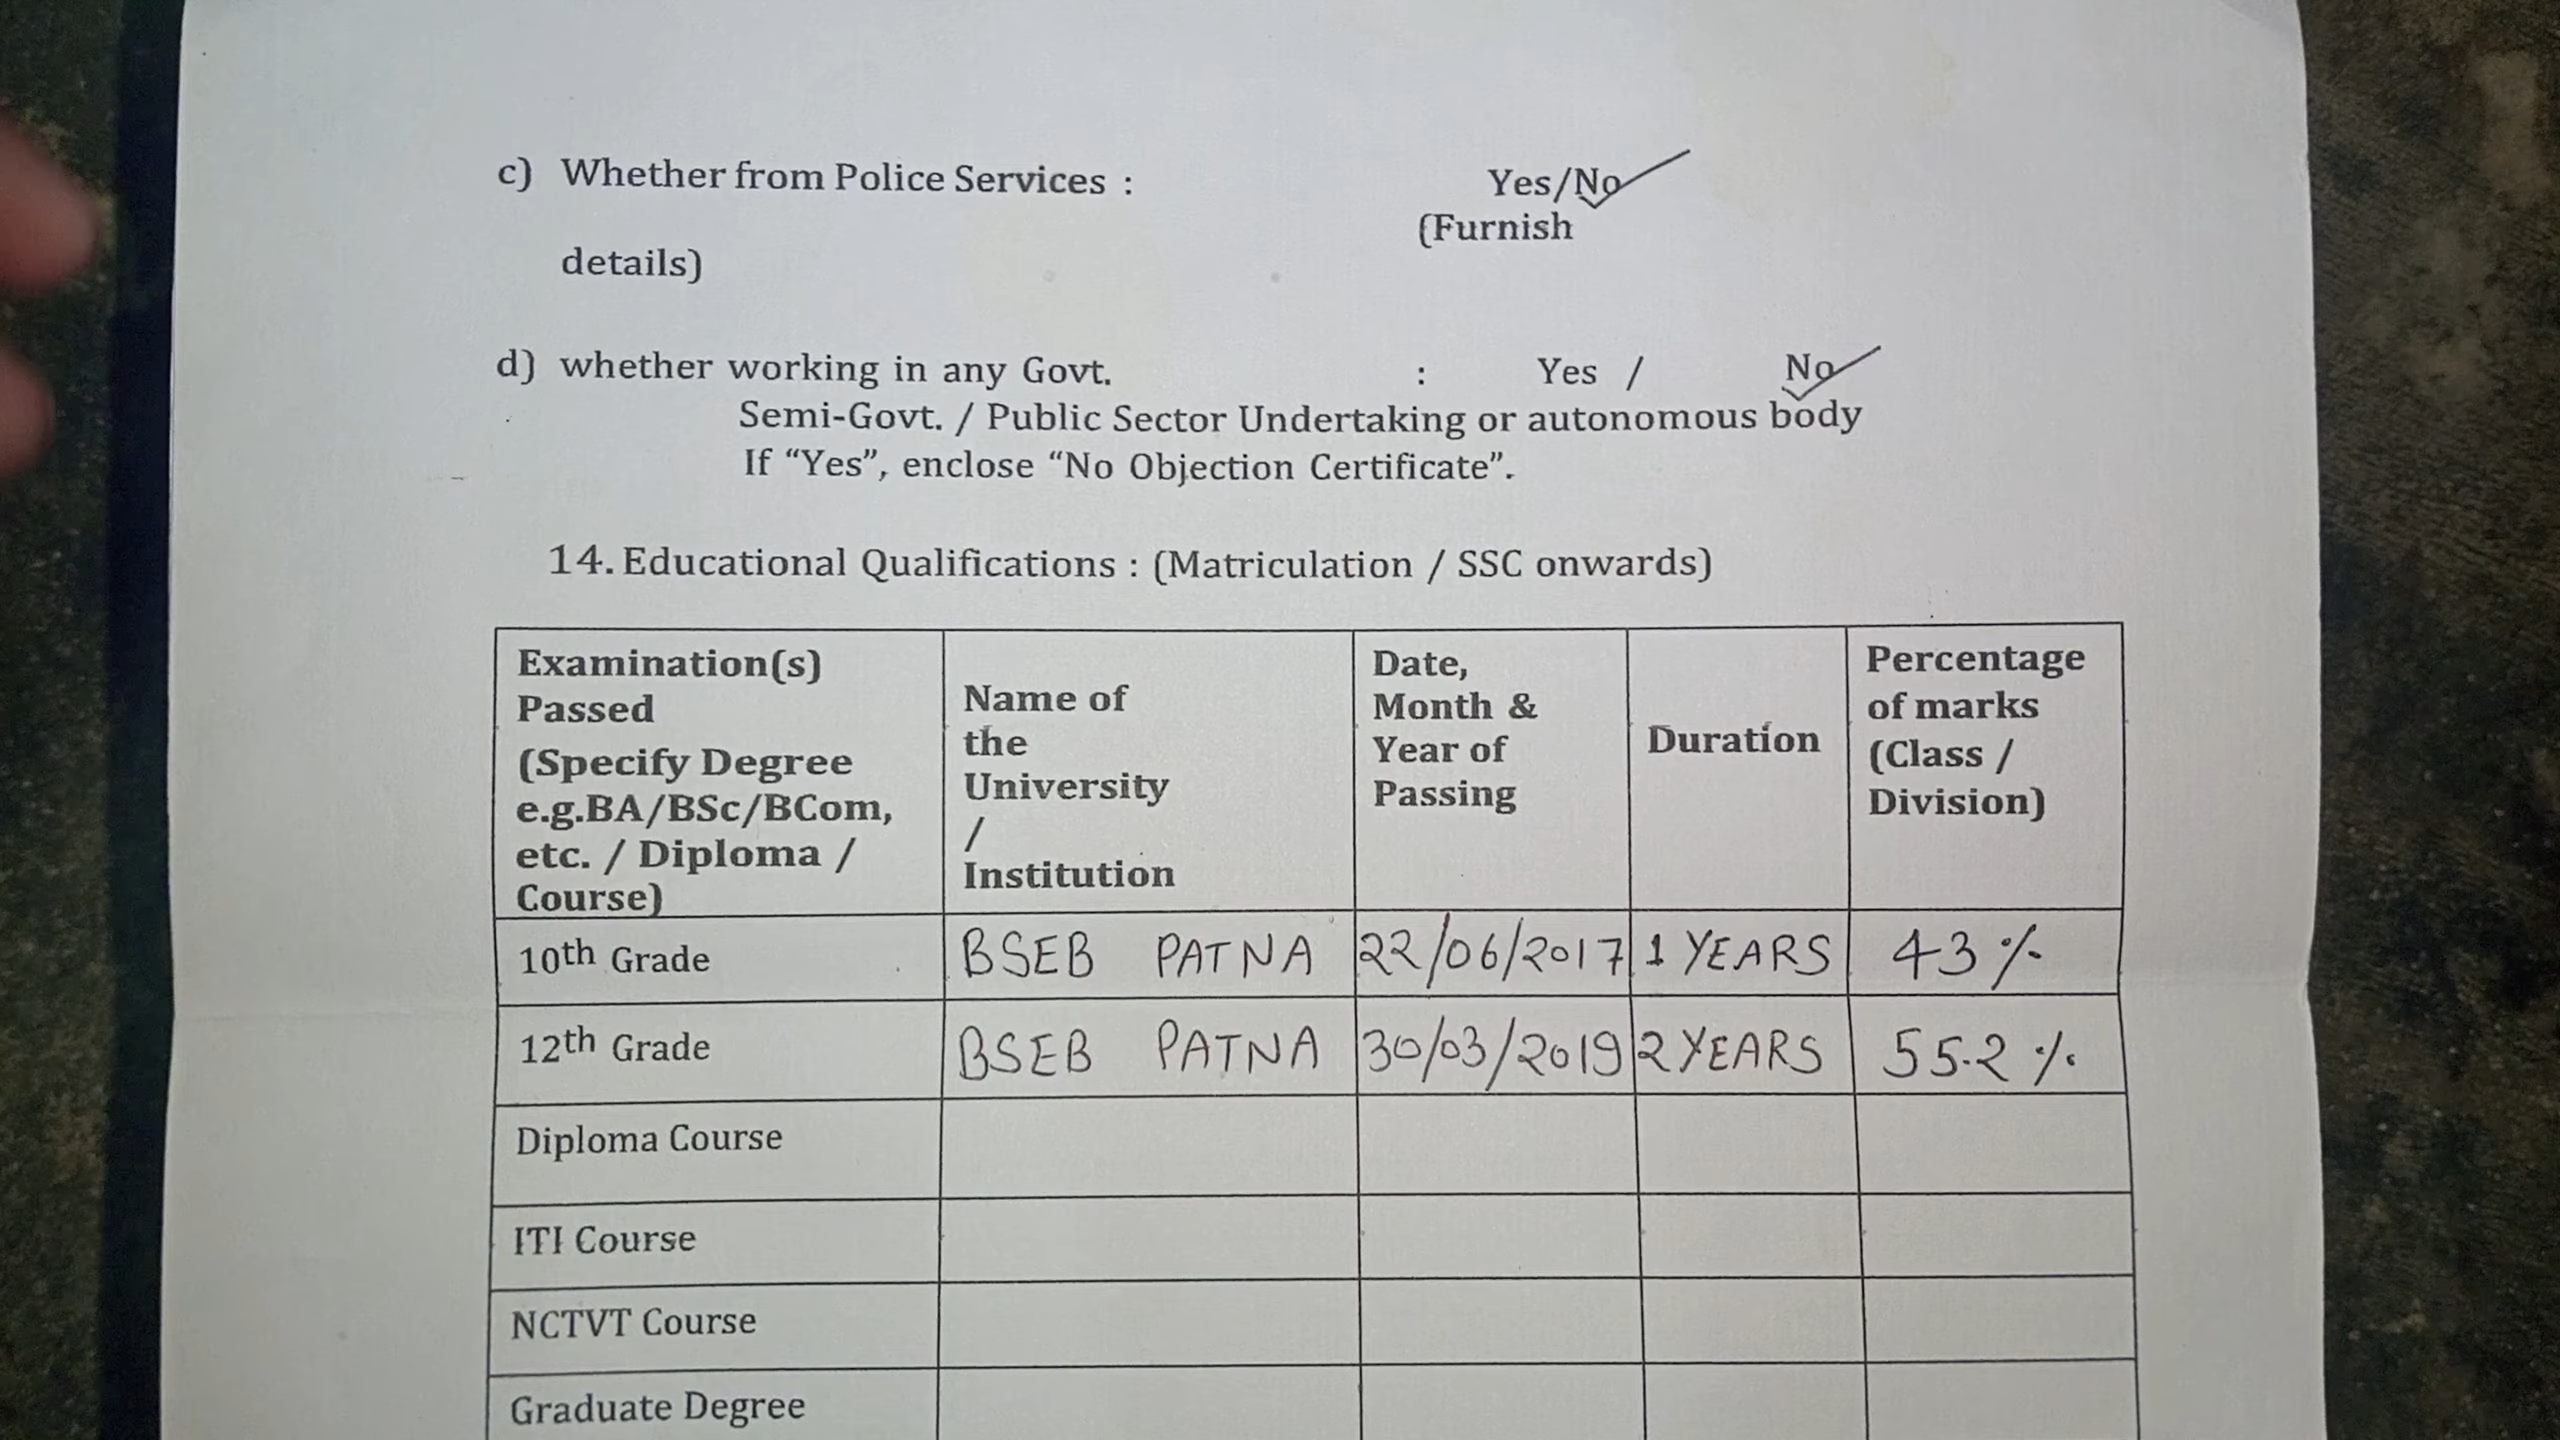 c) Whether from Police Services : Yes/No
(Furnish
details)
d) whether working in any Govt. : Yes / No
Semi-Govt. / Public Sector Undertaking or autonomous body
If “Yes”, enclose “No Objection Certificate”.
14. Educational Qualifications : (Matriculation / SSC onwards)
Examination(s)
Passed
(Specify Degree
e.g.BA/BSc/BCom,
etc. / Diploma /
Course)
Name of
the
University
/
Institution
Date,
Month &
Year of
Passing
Duration
Percentage
of marks
(Class /
Division)
10th Grade BSEB PATNA 22/06/2017 1 YEARS 43 %
12th Grade BSEB PATNA 30/03/2019 2 YEARS 55.2 %
Diploma Course
ITI Course
NCTVT Course
Graduate Degree